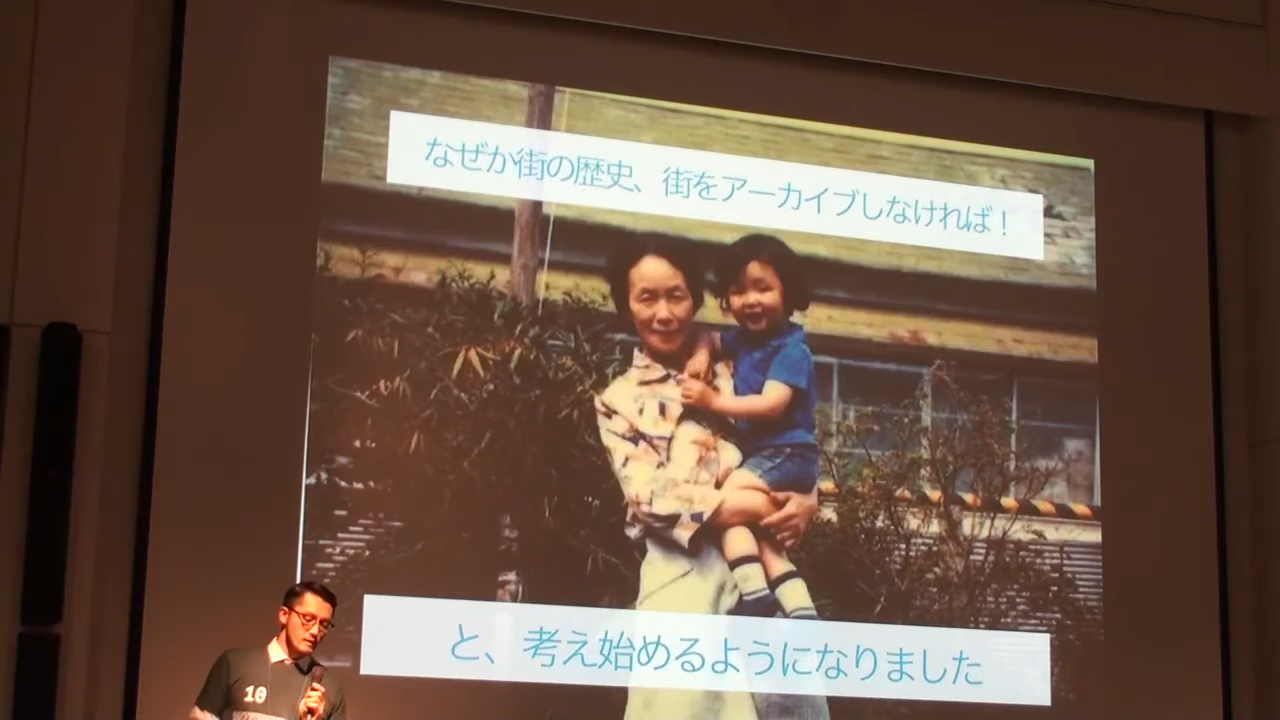 なぜか街の歴史、街をアーカイブしなければ！
と、考え始めるようになりました
10